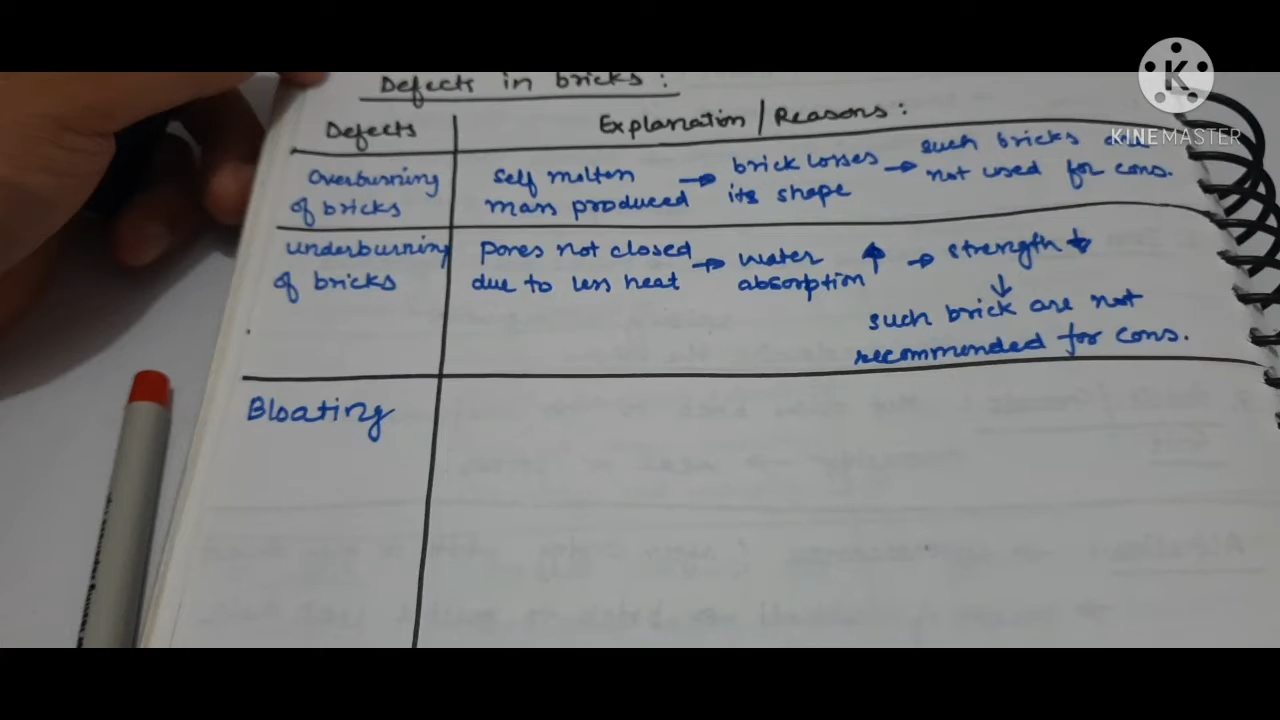 Defects in bricks :
Defects
Explanation / Reasons :
Overburning
of bricks
Self molten
mass produced
→ brick losses
its shape
→ such bricks
not used for cons.
underburning
of bricks
Pores not closed
due to less heat
→ water ↑
absorption
→ strength ↓
↓
such brick are not
recommended for cons.
Bloating
K
KINEMASTER